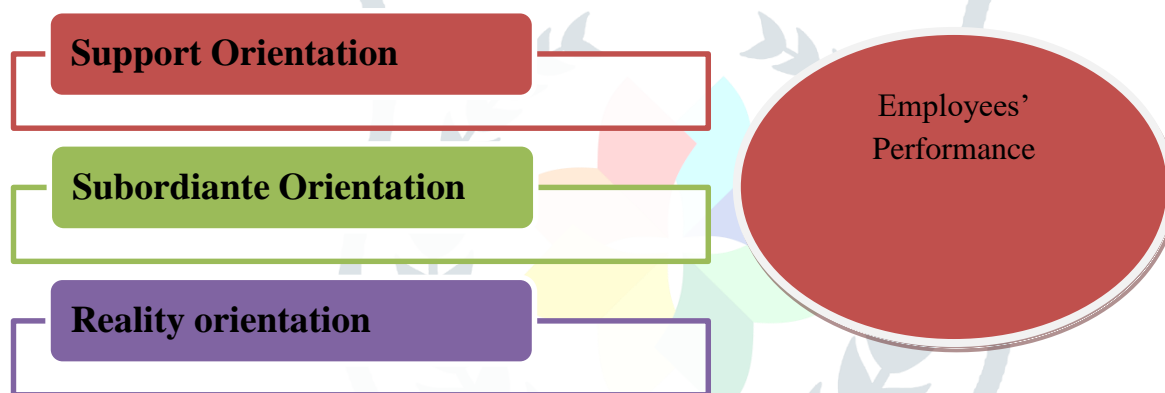 Support Orientation
Employees’
Performance
Subordiante Orientation
Reality orientation